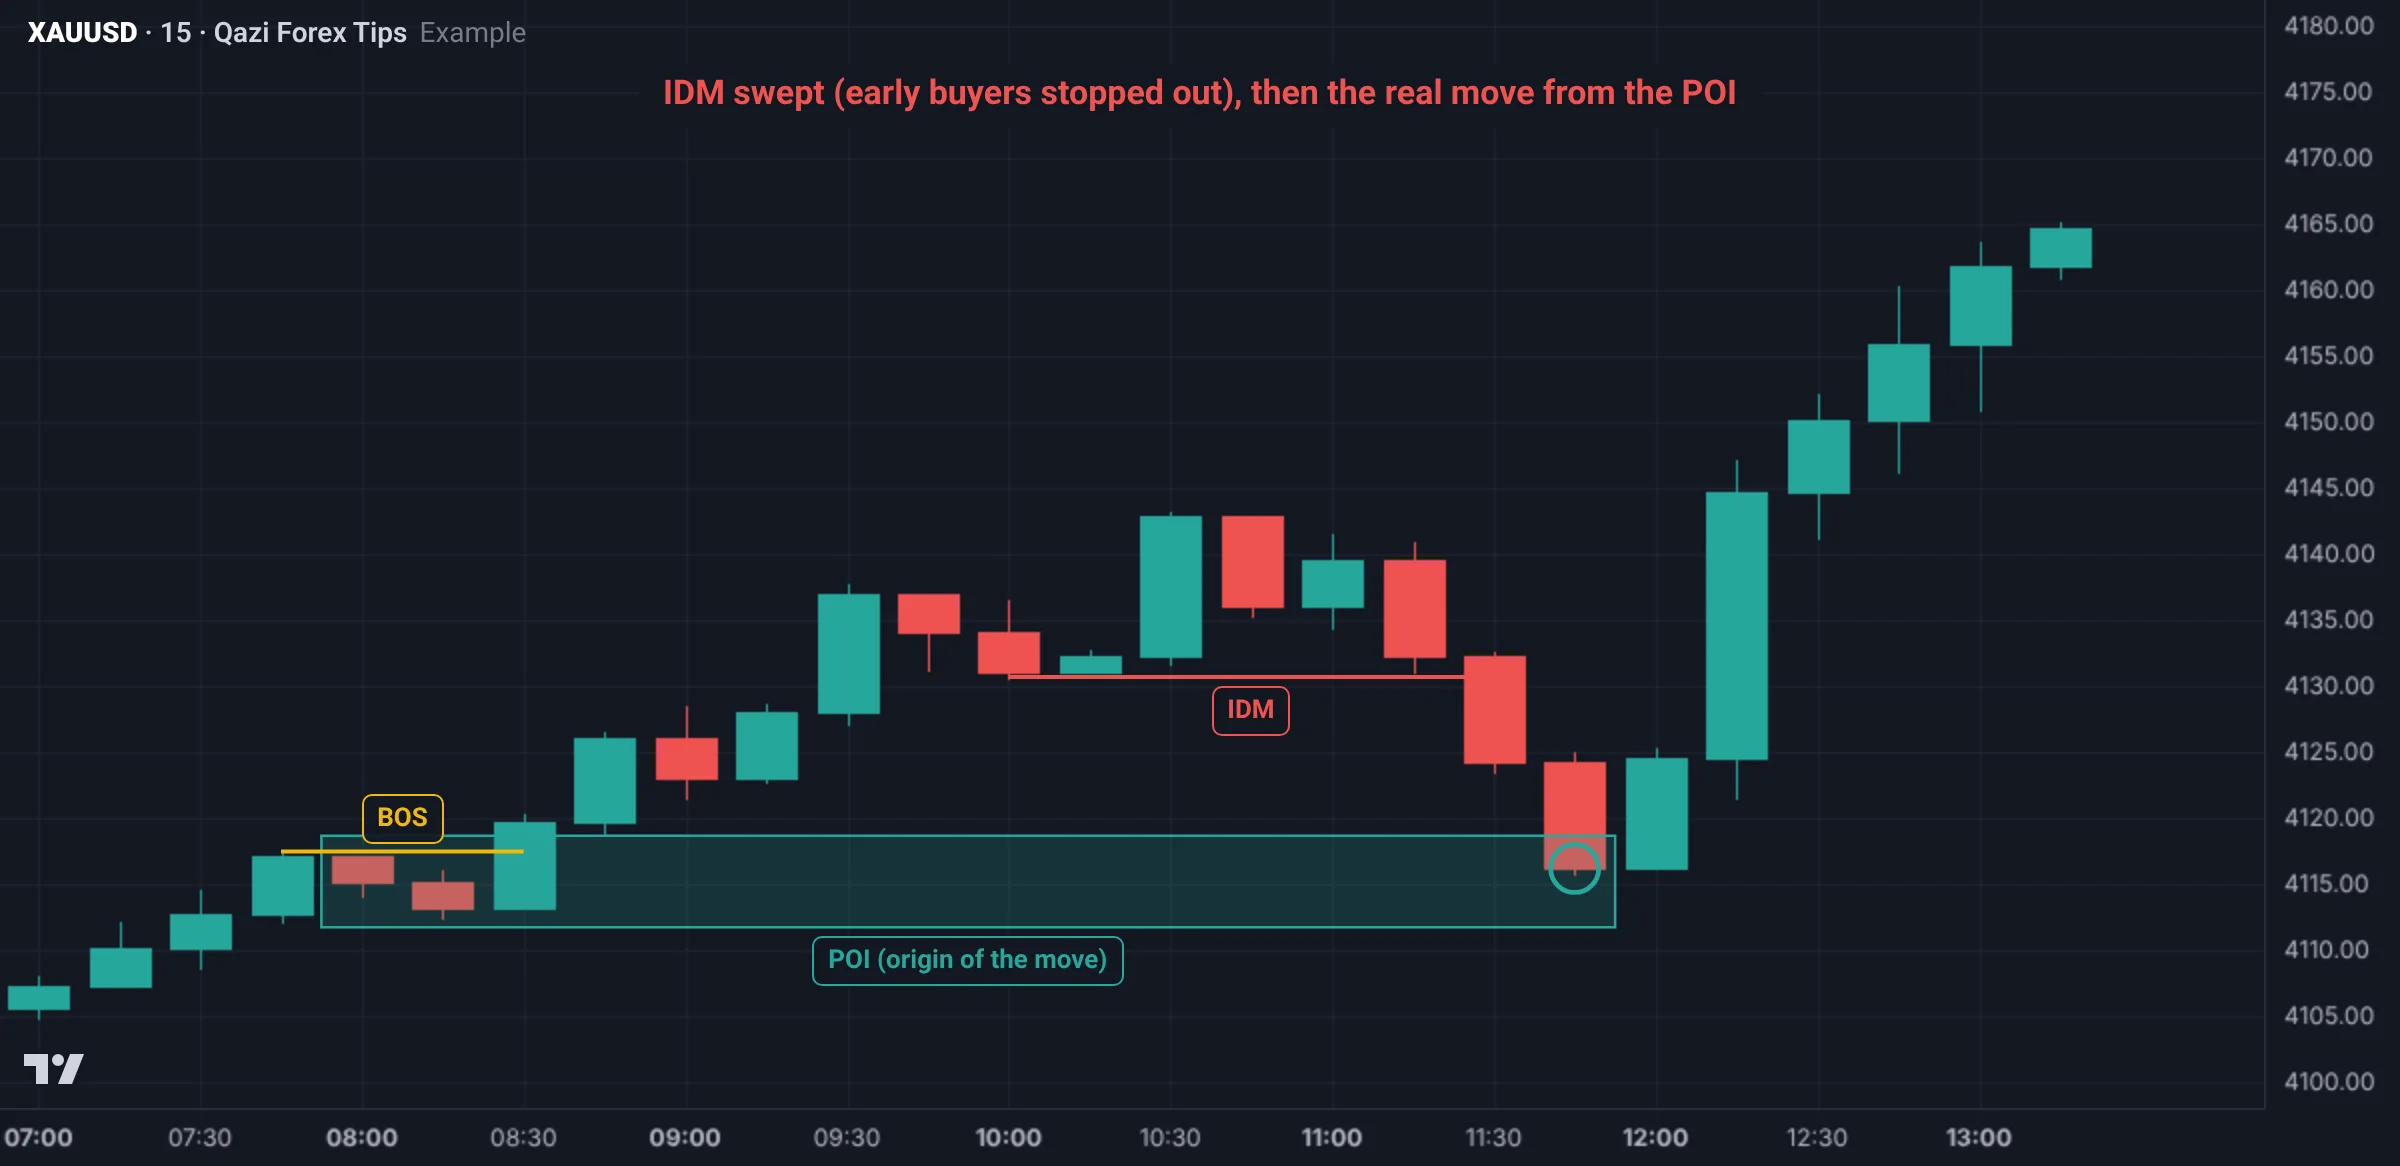 XAUUSD · 15 · Qazi Forex Tips Example
IDM swept (early buyers stopped out), then the real move from the POI
4180.00
4175.00
4170.00
4165.00
4160.00
4155.00
4150.00
4145.00
4140.00
4135.00
4130.00
IDM
4125.00
BOS
4120.00
4115.00
POI (origin of the move)
4110.00
4105.00
4100.00
07:00 07:30 08:00 08:30 09:00 09:30 10:00 10:30 11:00 11:30 12:00 12:30 13:00